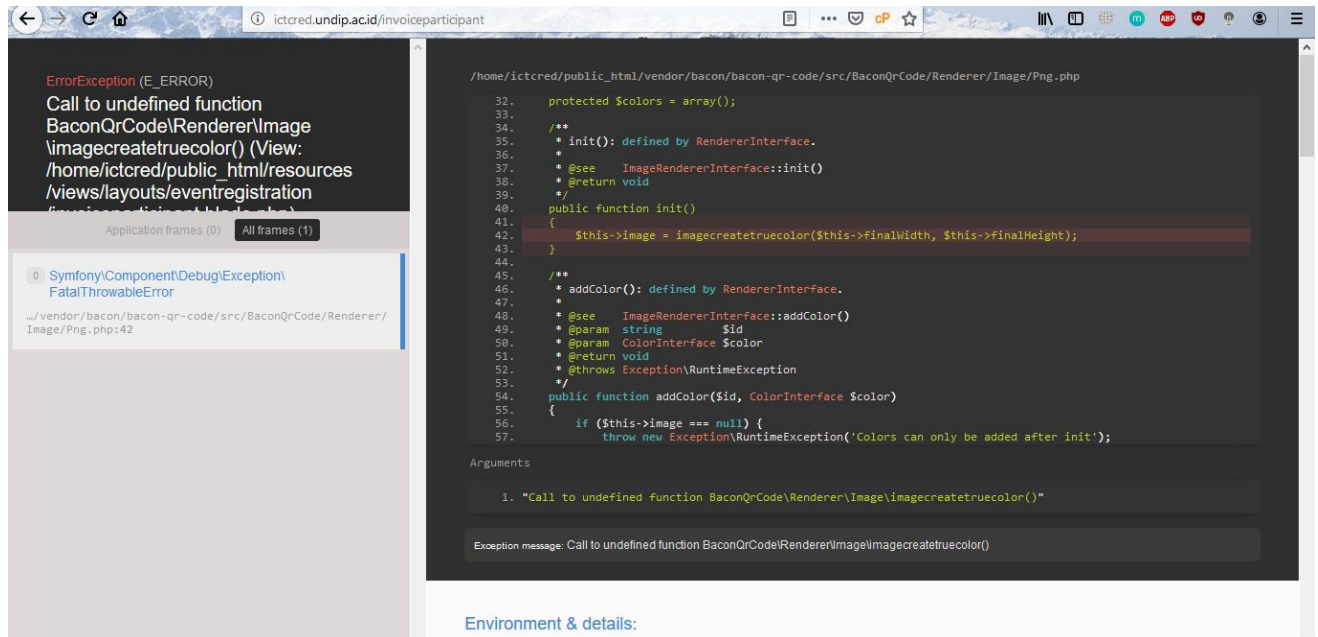 ictcred.undip.ac.id/invoiceparticipant
ErrorException (E_ERROR)
Call to undefined function
BaconQrCode\Renderer\Image
\imagecreatetruecolor() (View:
/home/ictcred/public_html/resources
/views/layouts/eventregistration
Application frames (0) All frames (1)
0 Symfony\Component\Debug\Exception\
FatalThrowableError
…/vendor/bacon/bacon-qr-code/src/BaconQrCode/Renderer/
Image/Png.php:42
/home/ictcred/public_html/vendor/bacon/bacon-qr-code/src/BaconQrCode/Renderer/Image/Png.php
32. protected $colors = array();
33.
34. /**
35. * init(): defined by RendererInterface.
36. *
37. * @see ImageRendererInterface::init()
38. * @return void
39. */
40. public function init()
41. {
42. $this->image = imagecreatetruecolor($this->finalWidth, $this->finalHeight);
43. }
44.
45. /**
46. * addColor(): defined by RendererInterface.
47. *
48. * @see ImageRendererInterface::addColor()
49. * @param string $id
50. * @param ColorInterface $color
51. * @return void
52. * @throws Exception\RuntimeException
53. */
54. public function addColor($id, ColorInterface $color)
55. {
56. if ($this->image === null) {
57. throw new Exception\RuntimeException('Colors can only be added after init');
Arguments
1. "Call to undefined function BaconQrCode\Renderer\Image\imagecreatetruecolor()"
Exception message: Call to undefined function BaconQrCode\Renderer\Image\imagecreatetruecolor()
Environment & details: